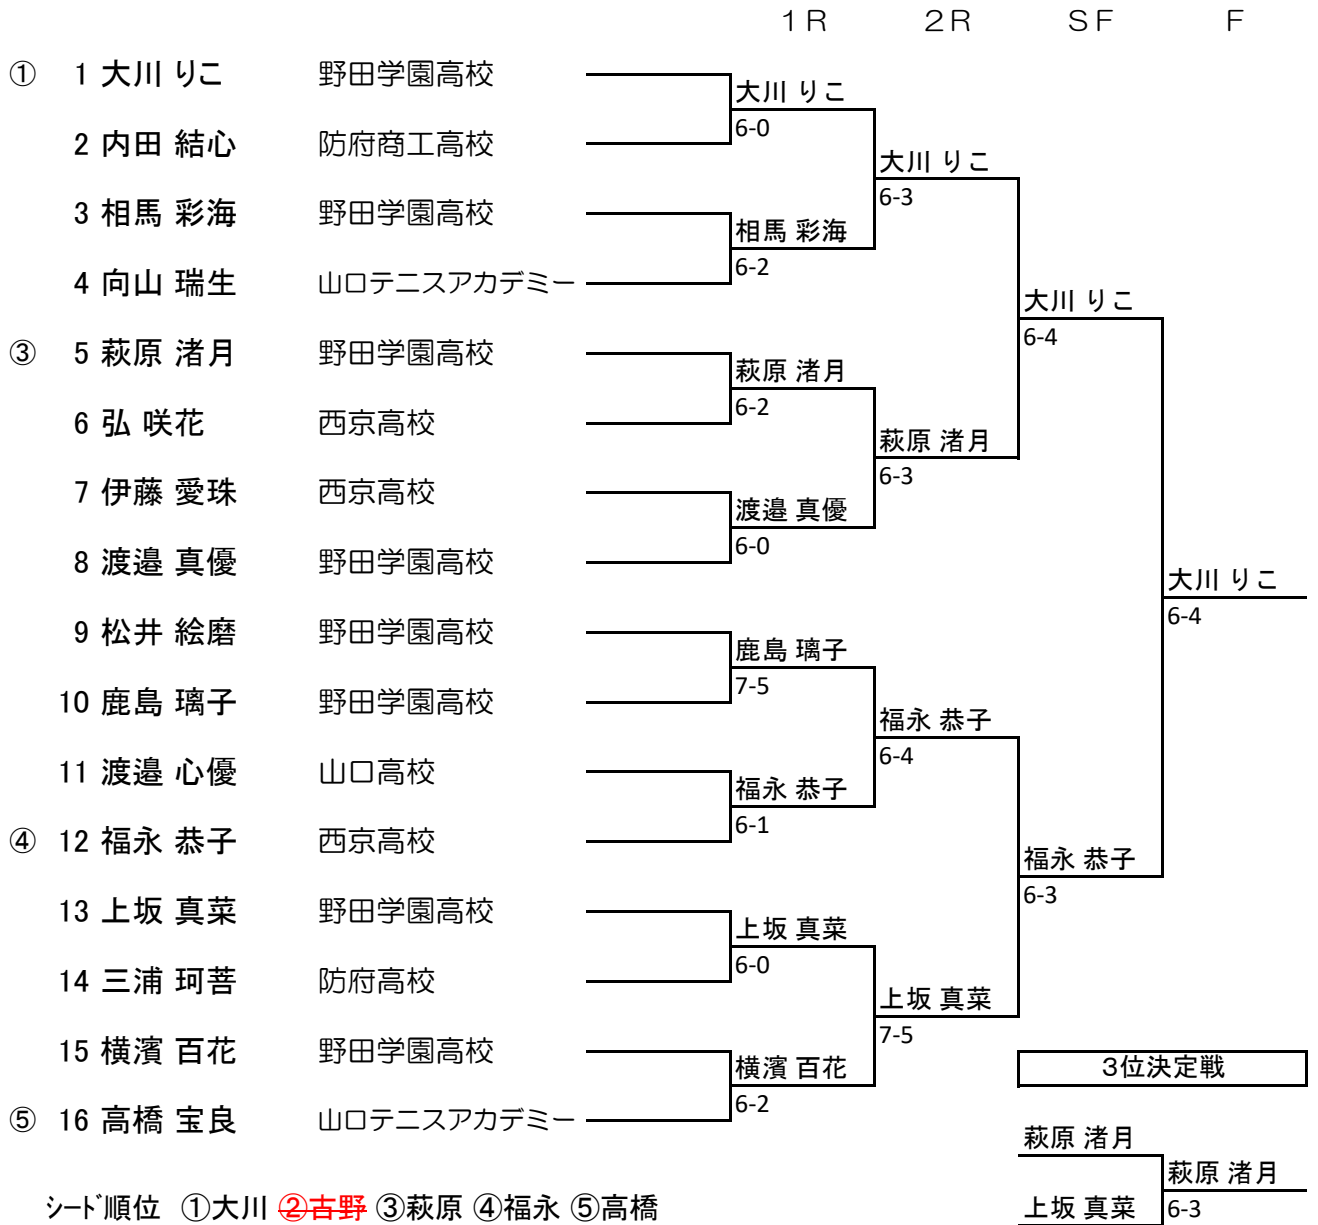 １R ２R ＳF F
① 1 大川 りこ 野田学園高校
大川 りこ
6-0
2 内田 結心 防府商工高校
大川 りこ
6-3
3 相馬 彩海 野田学園高校
相馬 彩海
6-2
4 向山 瑞生 山口テニスアカデミー
大川 りこ
6-4
③ 5 萩原 渚月 野田学園高校
萩原 渚月
6-2
6 弘 咲花 西京高校
萩原 渚月
6-3
7 伊藤 愛珠 西京高校
渡邉 真優
6-0
8 渡邉 真優 野田学園高校
大川 りこ
6-4
9 松井 絵磨 野田学園高校
鹿島 璃子
7-5
10 鹿島 璃子 野田学園高校
福永 恭子
6-4
11 渡邉 心優 山口高校
福永 恭子
6-1
④ 12 福永 恭子 西京高校
福永 恭子
6-3
13 上坂 真菜 野田学園高校
上坂 真菜
6-0
14 三浦 珂菩 防府高校
上坂 真菜
7-5
15 横濱 百花 野田学園高校
横濱 百花
6-2
３位決定戦
⑤ 16 高橋 宝良 山口テニスアカデミー
萩原 渚月
萩原 渚月
6-3
上坂 真菜
ｼｰﾄﾞ順位 ①大川 ②古野 ③萩原 ④福永 ⑤高橋